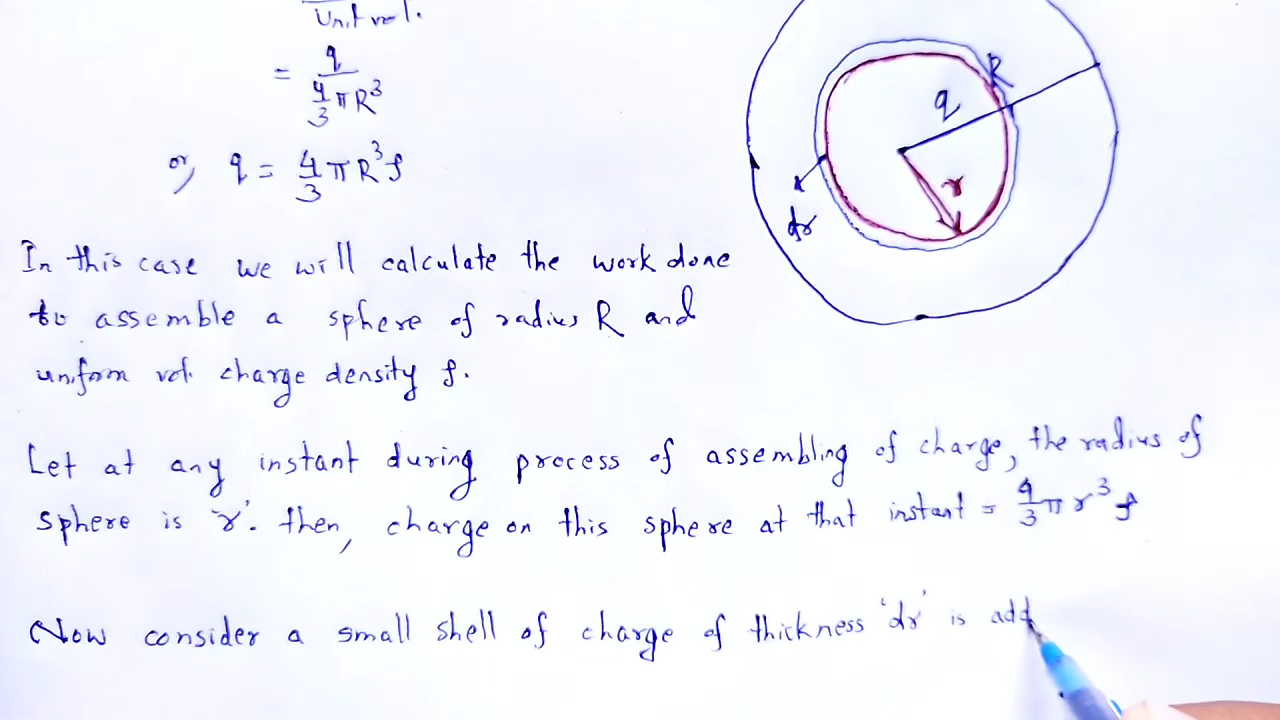 Unit vol.
= q / (4/3 π R³)
or, q = 4/3 π R³ ρ
R
q
r
dr
In this case we will calculate the work done
to assemble a sphere of radius R and
uniform vol. charge density ρ.
Let at any instant during process of assembling of charge, the radius of
sphere is 'r'. then, charge on this sphere at that instant = 4/3 π r³ ρ
Now consider a small shell of charge of thickness 'dr' is add